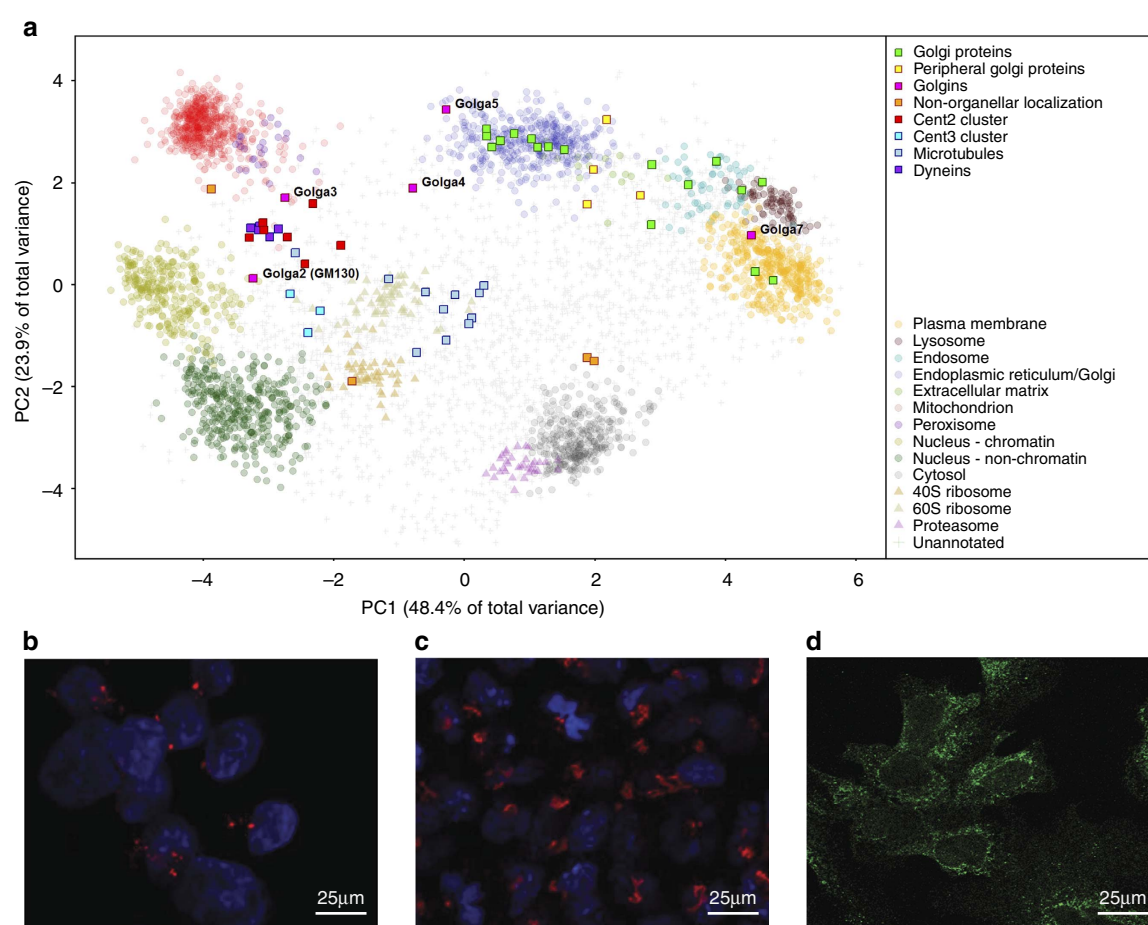 a
4
2
0
−2
−4
PC2 (23.9% of total variance)
Golga5
Golga4
Golga3
Golga7
Golga2 (GM130)
−4
−2
0
2
4
6
PC1 (48.4% of total variance)
Golgi proteins
Peripheral golgi proteins
Golgins
Non-organellar localization
Cent2 cluster
Cent3 cluster
Microtubules
Dyneins
Plasma membrane
Lysosome
Endosome
Endoplasmic reticulum/Golgi
Extracellular matrix
Mitochondrion
Peroxisome
Nucleus - chromatin
Nucleus - non-chromatin
Cytosol
40S ribosome
60S ribosome
Proteasome
Unannotated
b
25μm
c
25μm
d
25μm